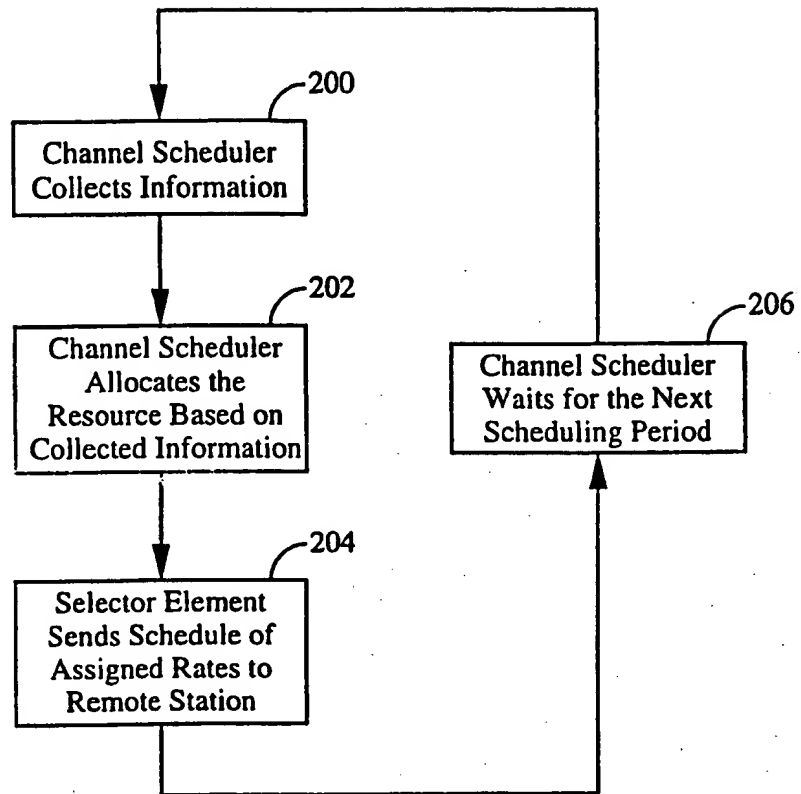 200
Channel Scheduler
Collects Information
202
Channel Scheduler
Allocates the
Resource Based on
Collected Information
204
Selector Element
Sends Schedule of
Assigned Rates to
Remote Station
206
Channel Scheduler
Waits for the Next
Scheduling Period